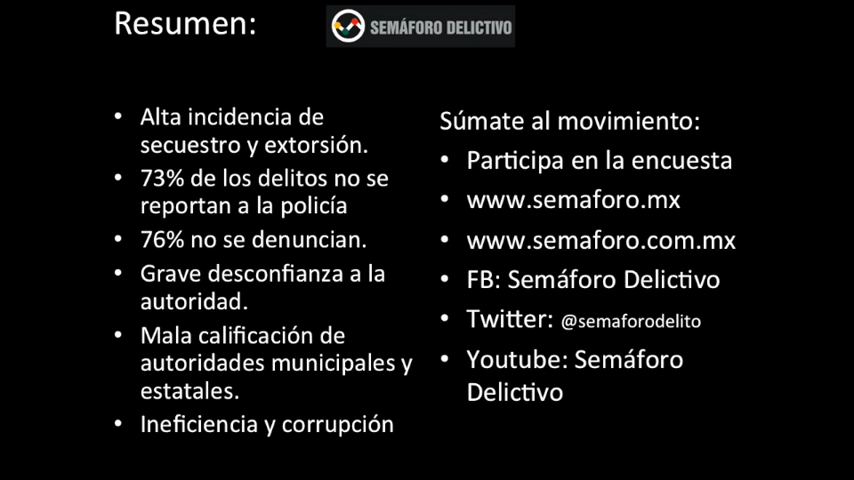 Resumen:
SEMÁFORO DELICTIVO
• Alta incidencia de
secuestro y extorsión.
• 73% de los delitos no se
reportan a la policía
• 76% no se denuncian.
• Grave desconfianza a la
autoridad.
• Mala calificación de
autoridades municipales y
estatales.
• Ineficiencia y corrupción
Súmate al movimiento:
• Participa en la encuesta
• www.semaforo.mx
• www.semaforo.com.mx
• FB: Semáforo Delictivo
• Twitter: @semaforodelito
• Youtube: Semáforo
Delictivo